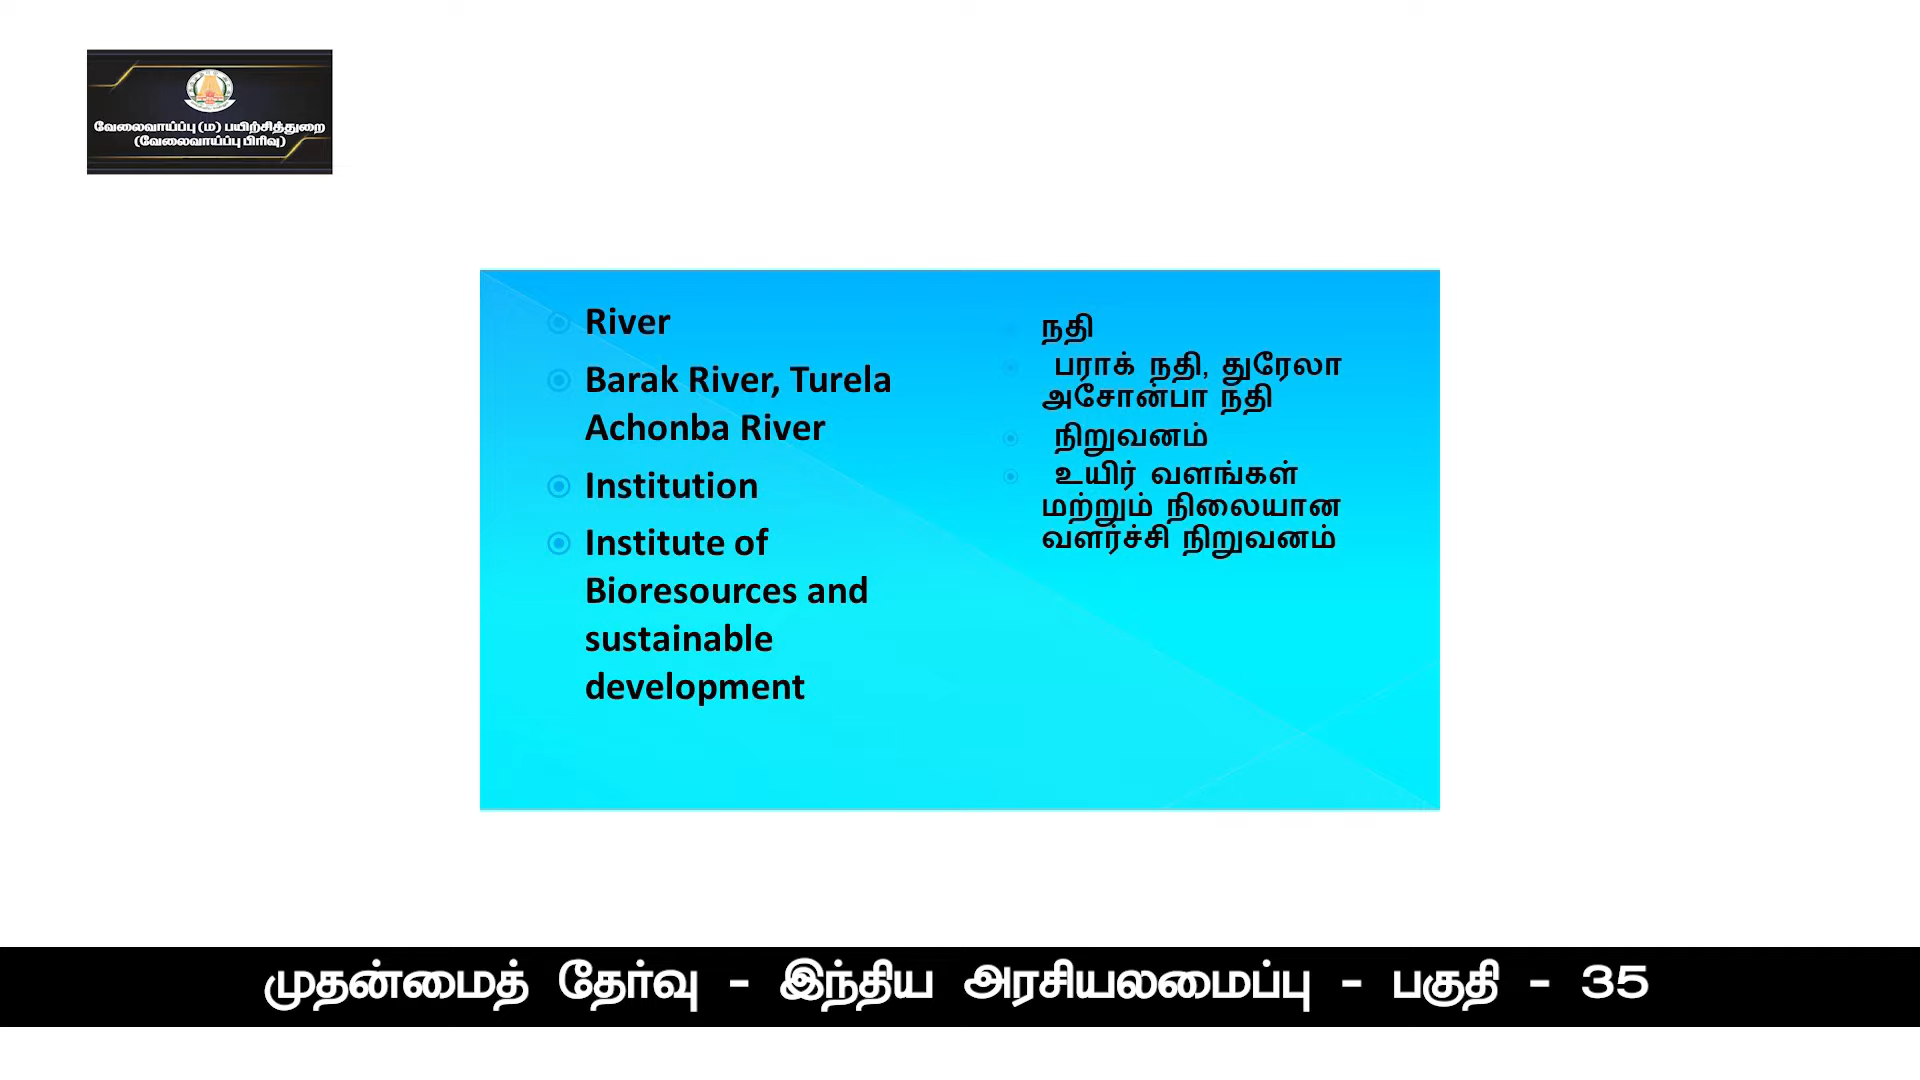 வேலைவாய்ப்பு (ம) பயிற்சித்துறை
(வேலைவாய்ப்பு பிரிவு)
River
Barak River, Turela
Achonba River
Institution
Institute of
Bioresources and
sustainable
development
நதி
பராக் நதி, துரேலா
அசோன்பா நதி
நிறுவனம்
உயிர் வளங்கள்
மற்றும் நிலையான
வளர்ச்சி நிறுவனம்
முதன்மைத் தேர்வு - இந்திய அரசியலமைப்பு - பகுதி - 35